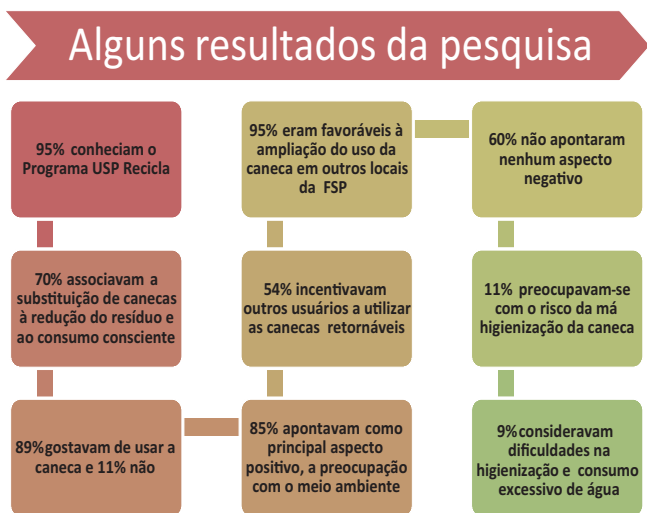 Alguns resultados da pesquisa
95% conheciam o
Programa USP Recicla
70% associavam a
substituição de canecas
à redução do resíduo e
ao consumo consciente
89%gostavam de usar a
caneca e 11% não
85% apontavam como
principal aspecto
positivo, a preocupação
com o meio ambiente
54% incentivavam
outros usuários a utilizar
as canecas retornáveis
95% eram favoráveis à
ampliação do uso da
caneca em outros locais
da FSP
60% não apontaram
nenhum aspecto
negativo
11% preocupavam-se
com o risco da má
higienização da caneca
9%consideravam
dificuldades na
higienização e consumo
excessivo de água